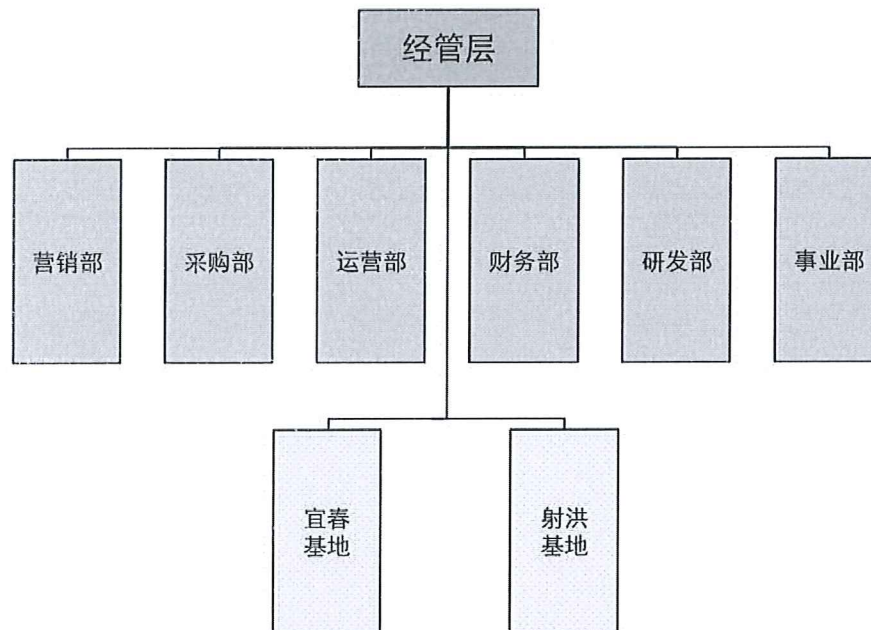 经管层
营销部
采购部
运营部
财务部
研发部
事业部
宜春
基地
射洪
基地